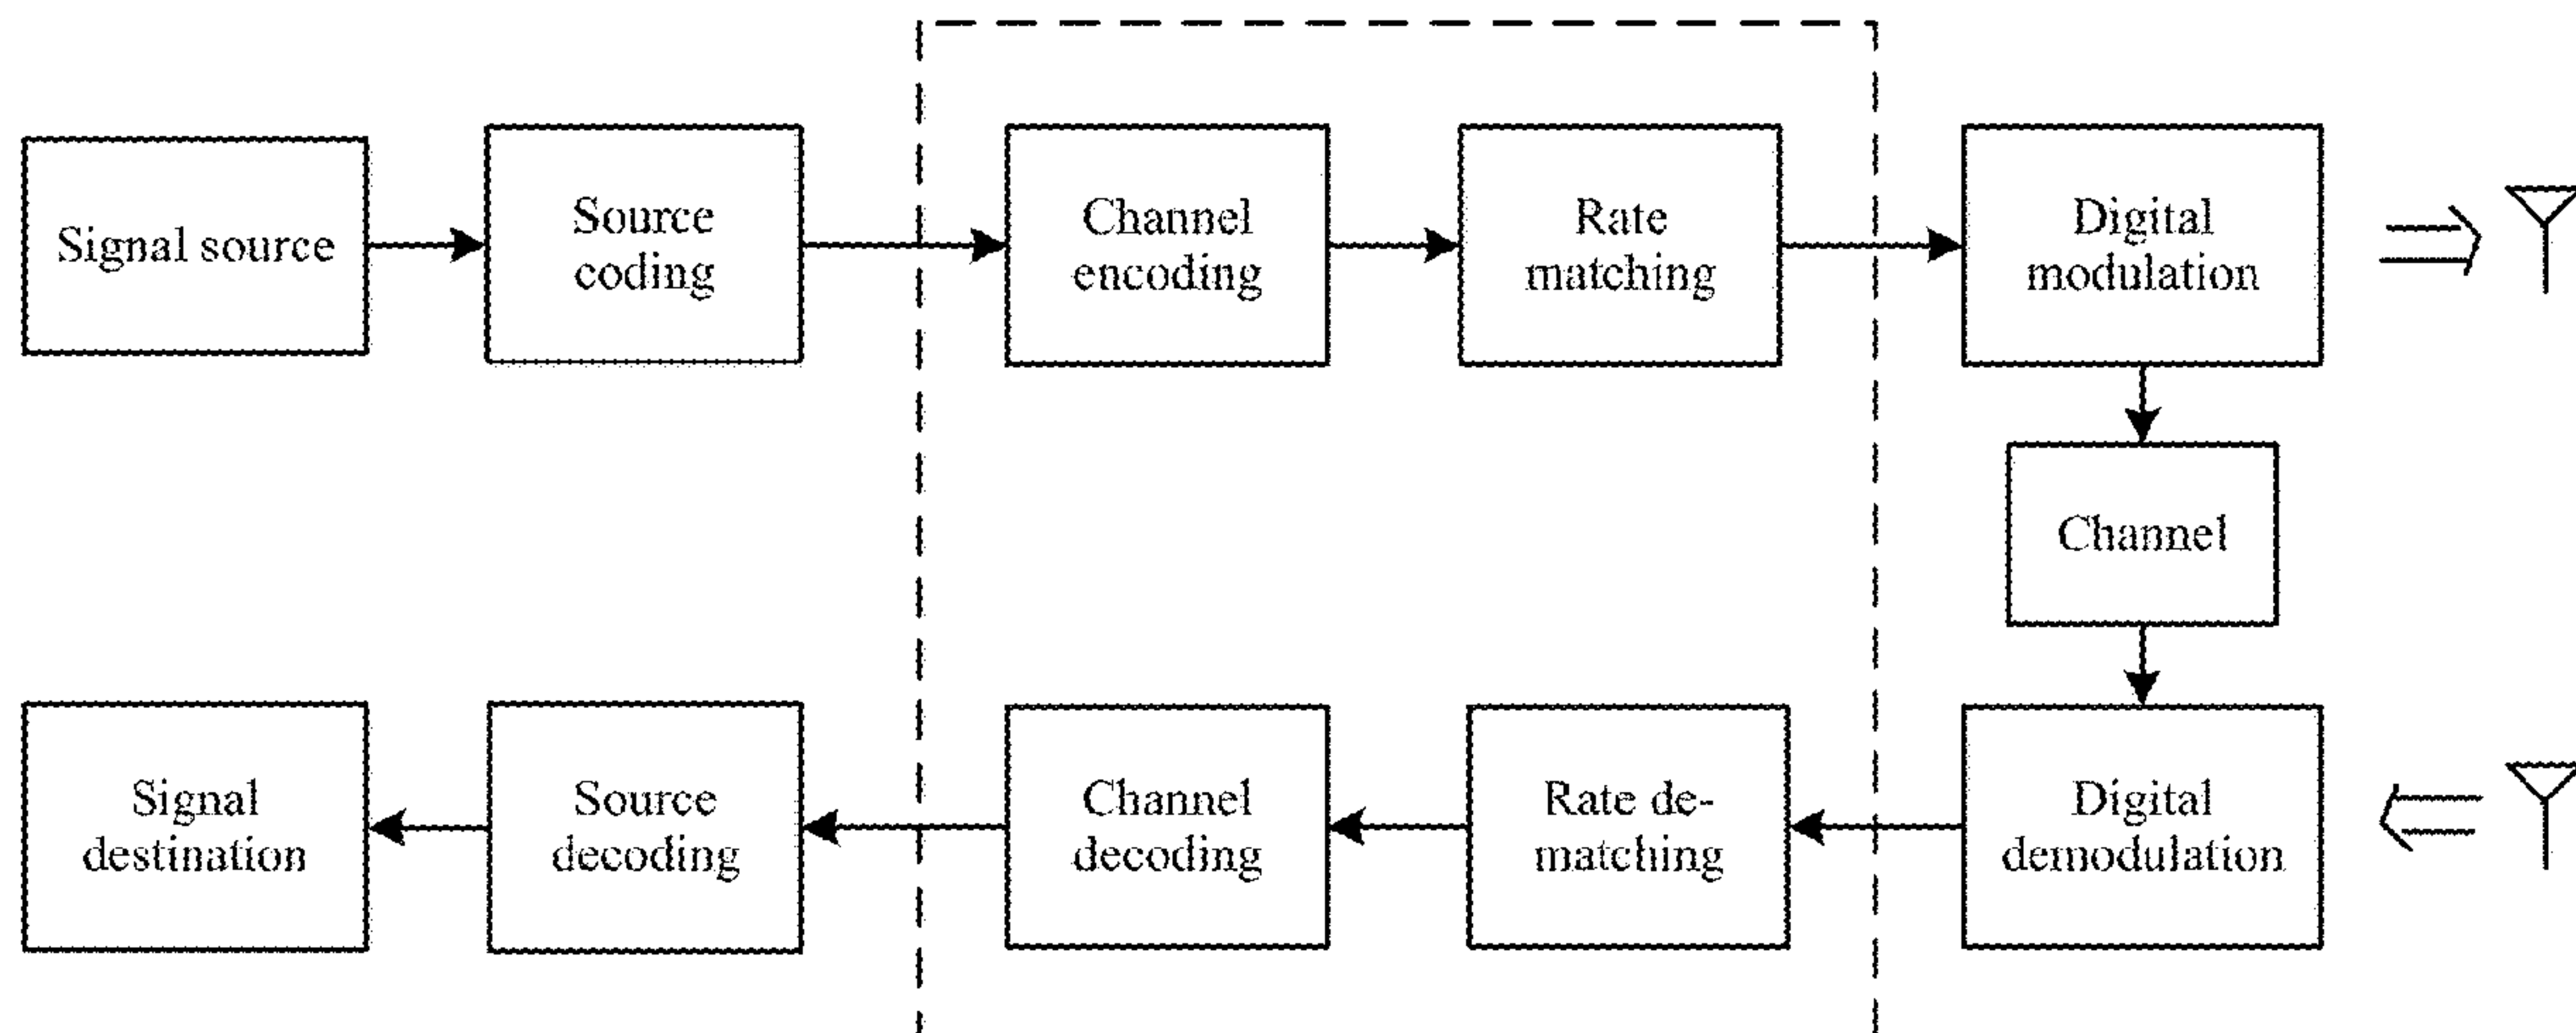 Signal source
Source
coding
Channel
encoding
Rate
matching
Digital
modulation
Channel
Signal
destination
Source
decoding
Channel
decoding
Rate de-
matching
Digital
demodulation